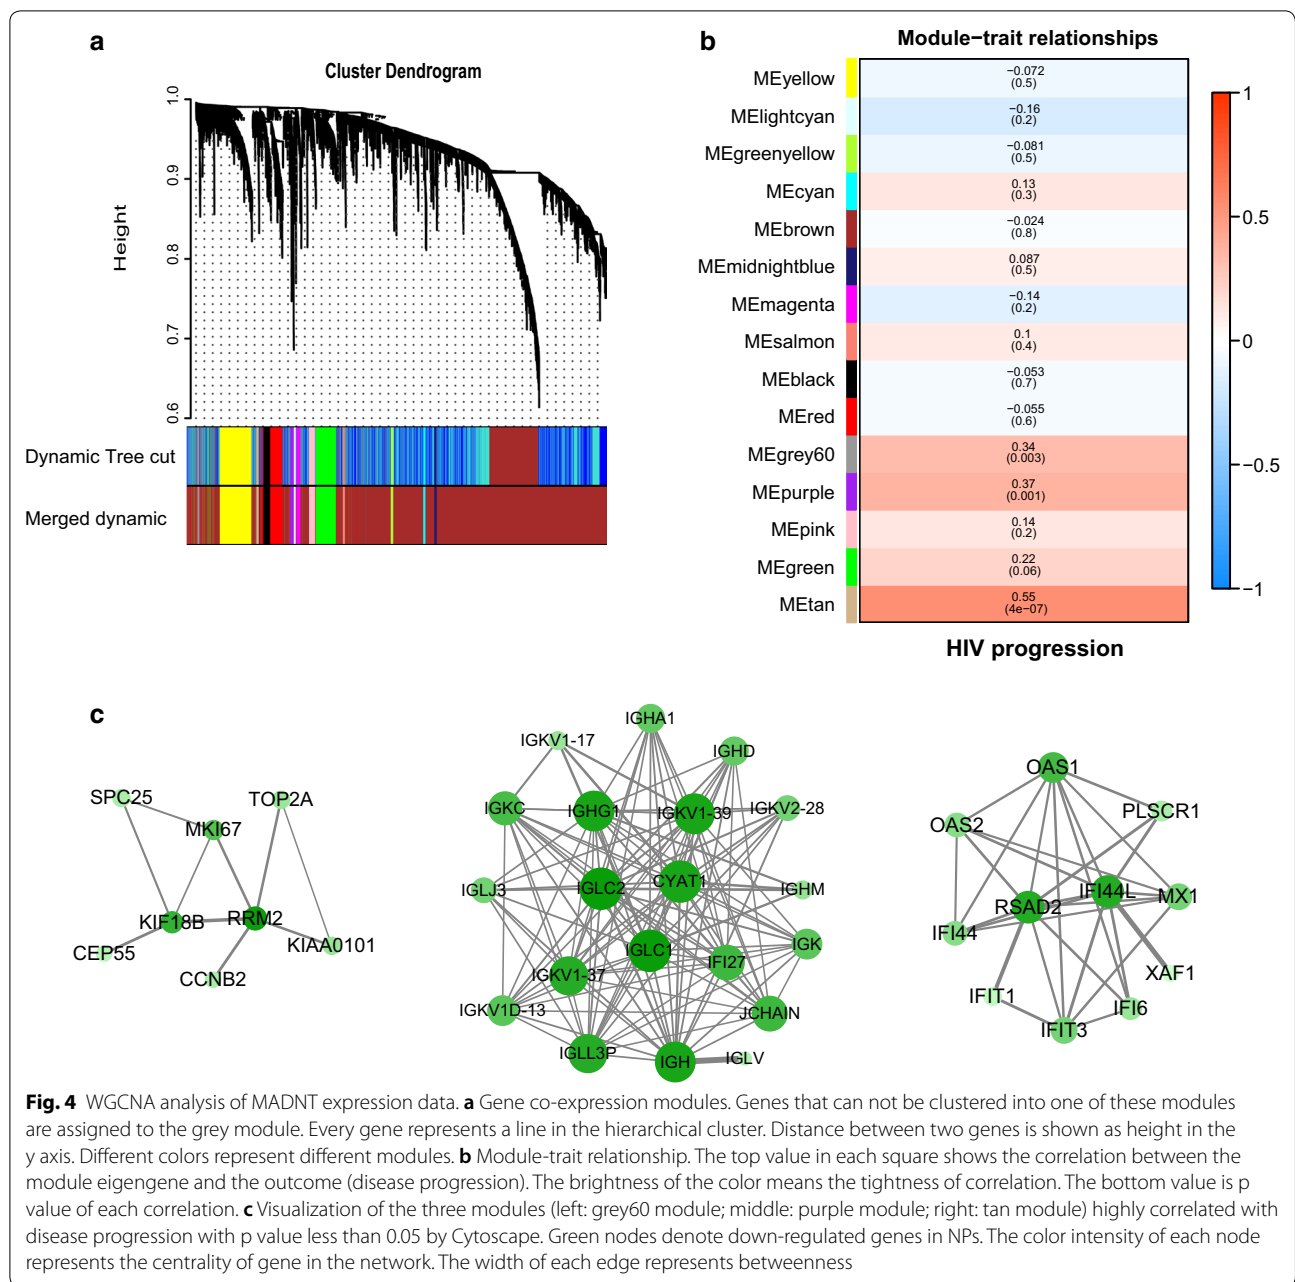 a
Cluster Dendrogram
Height
1.0
0.9
0.8
0.7
0.6
Dynamic Tree cut
Merged dynamic
b
Module−trait relationships
MEyellow
−0.072
(0.5)
MElightcyan
−0.16
(0.2)
MEgreenyellow
−0.081
(0.5)
MEcyan
0.13
(0.3)
MEbrown
−0.024
(0.8)
MEmidnightblue
0.087
(0.5)
MEmagenta
−0.14
(0.2)
MEsalmon
0.1
(0.4)
MEblack
−0.053
(0.7)
MEred
−0.055
(0.6)
MEgrey60
0.34
(0.003)
MEpurple
0.37
(0.001)
MEpink
0.14
(0.2)
MEgreen
0.22
(0.06)
MEtan
0.55
(4e−07)
HIV progression
1
0.5
0
−0.5
−1
c
SPC25
TOP2A
MKI67
KIF18B
RRM2
CEP55
KIAA0101
CCNB2
IGHA1
IGKV1-17
IGHD
IGKC
IGHG1
IGKV1-39
IGKV2-28
IGLJ3
IGLC2
CYAT1
IGHM
IGLC1
IGK
IGKV1-37
IFI27
IGKV1D-13
JCHAIN
IGLL3P
IGH
IGLV
OAS1
PLSCR1
OAS2
IFI44L
MX1
RSAD2
IFI44
XAF1
IFIT1
IFI6
IFIT3
Fig. 4 WGCNA analysis of MADNT expression data. a Gene co-expression modules. Genes that can not be clustered into one of these modules
are assigned to the grey module. Every gene represents a line in the hierarchical cluster. Distance between two genes is shown as height in the
y axis. Different colors represent different modules. b Module-trait relationship. The top value in each square shows the correlation between the
module eigengene and the outcome (disease progression). The brightness of the color means the tightness of correlation. The bottom value is p
value of each correlation. c Visualization of the three modules (left: grey60 module; middle: purple module; right: tan module) highly correlated with
disease progression with p value less than 0.05 by Cytoscape. Green nodes denote down-regulated genes in NPs. The color intensity of each node
represents the centrality of gene in the network. The width of each edge represents betweenness